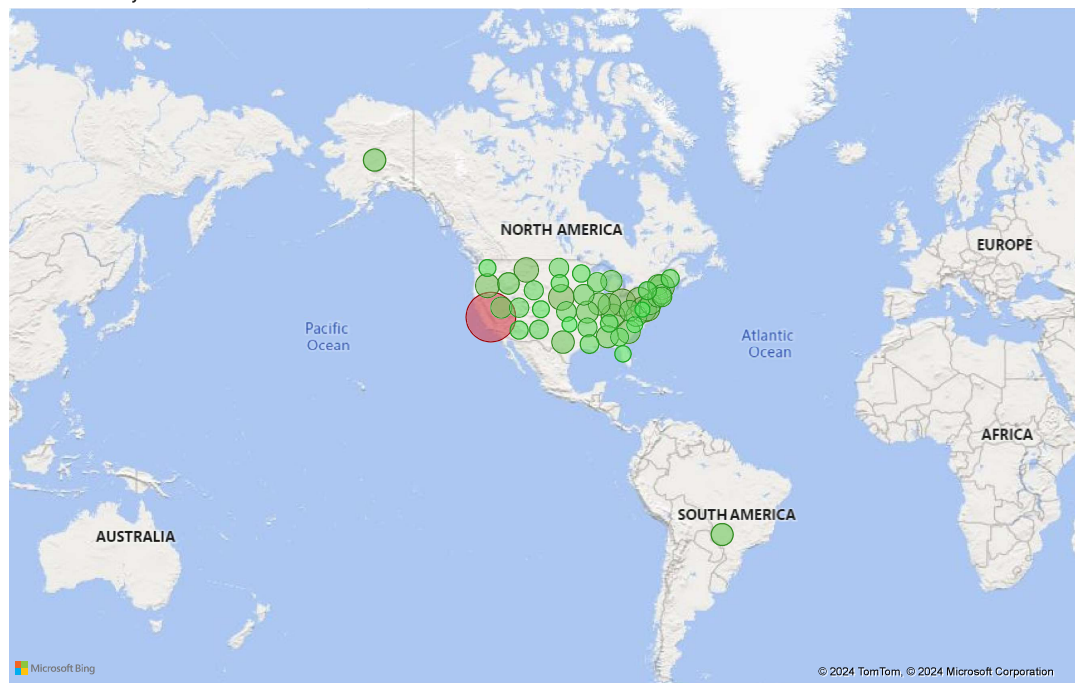 NORTH AMERICA
EUROPE
Pacific
Ocean
Atlantic
Ocean
AFRICA
SOUTH AMERICA
AUSTRALIA
Microsoft Bing
© 2024 TomTom, © 2024 Microsoft Corporation